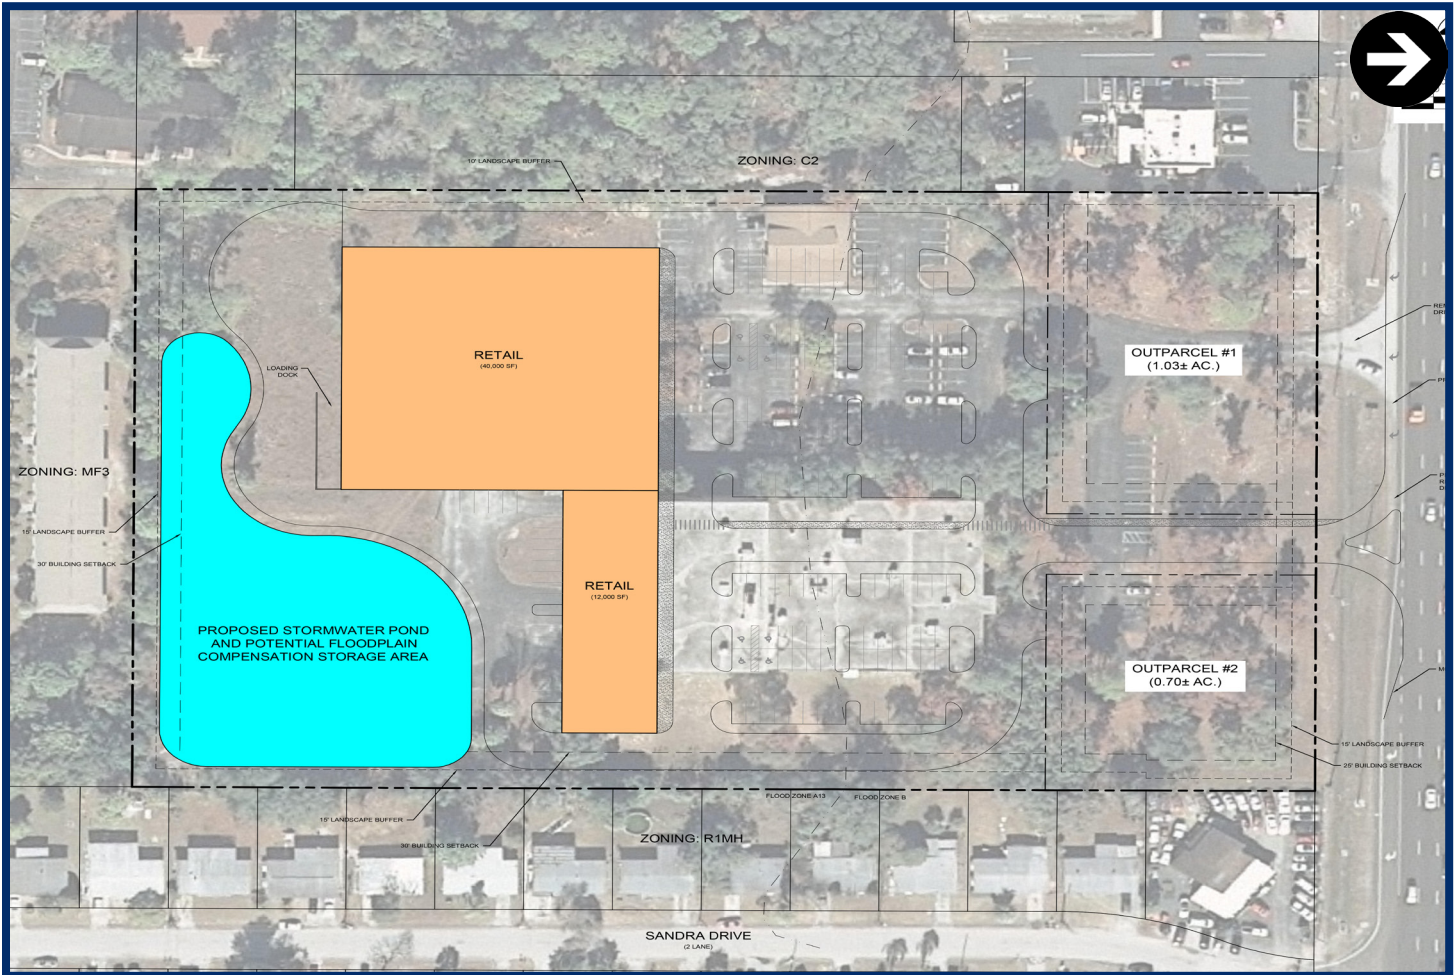 10' LANDSCAPE BUFFER
ZONING: C2
RETAIL
(40,000 SF)
LOADING
DOCK
OUTPARCEL #1
(1.03± AC.)
ZONING: MF3
15' LANDSCAPE BUFFER
30' BUILDING SETBACK
RETAIL
(12,000 SF)
PROPOSED STORMWATER POND
AND POTENTIAL FLOODPLAIN
COMPENSATION STORAGE AREA
OUTPARCEL #2
(0.70± AC.)
15' LANDSCAPE BUFFER
25' BUILDING SETBACK
FLOOD ZONE A13
FLOOD ZONE B
15' LANDSCAPE BUFFER
ZONING: R1MH
30' BUILDING SETBACK
SANDRA DRIVE
(2 LANE)